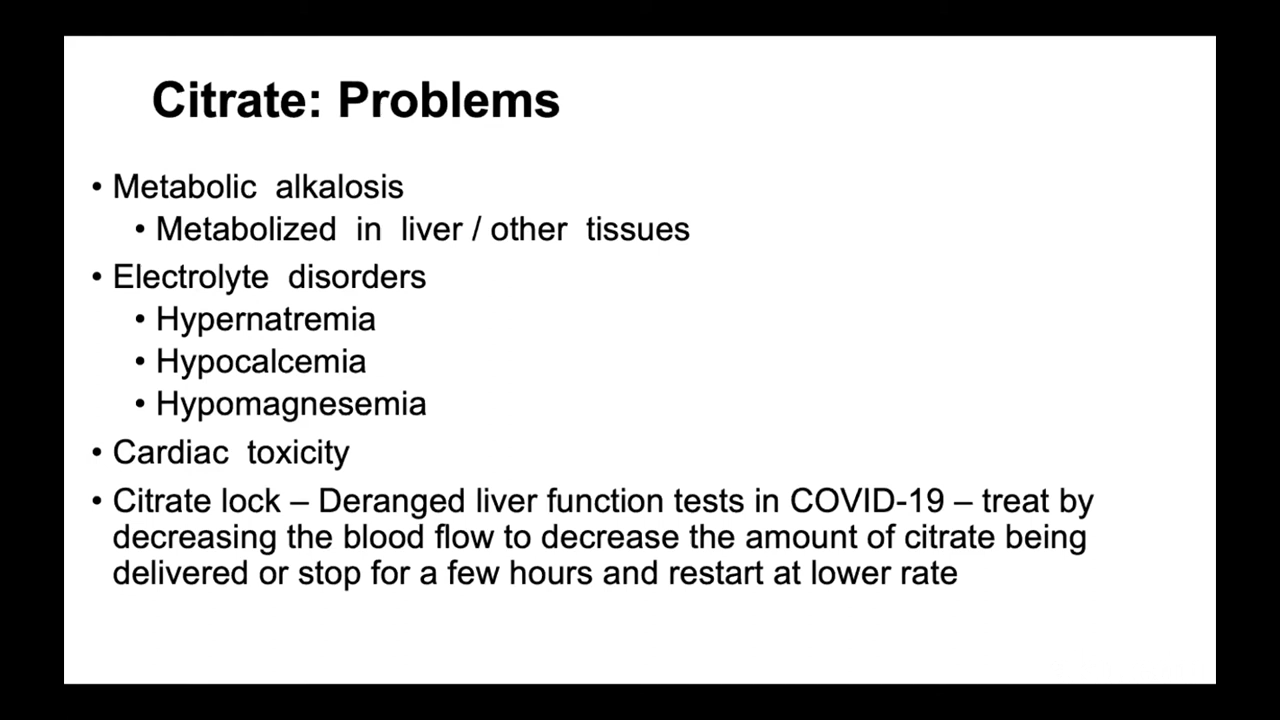 Citrate: Problems
• Metabolic alkalosis
• Metabolized in liver / other tissues
• Electrolyte disorders
• Hypernatremia
• Hypocalcemia
• Hypomagnesemia
• Cardiac toxicity
• Citrate lock – Deranged liver function tests in COVID-19 – treat by
decreasing the blood flow to decrease the amount of citrate being
delivered or stop for a few hours and restart at lower rate